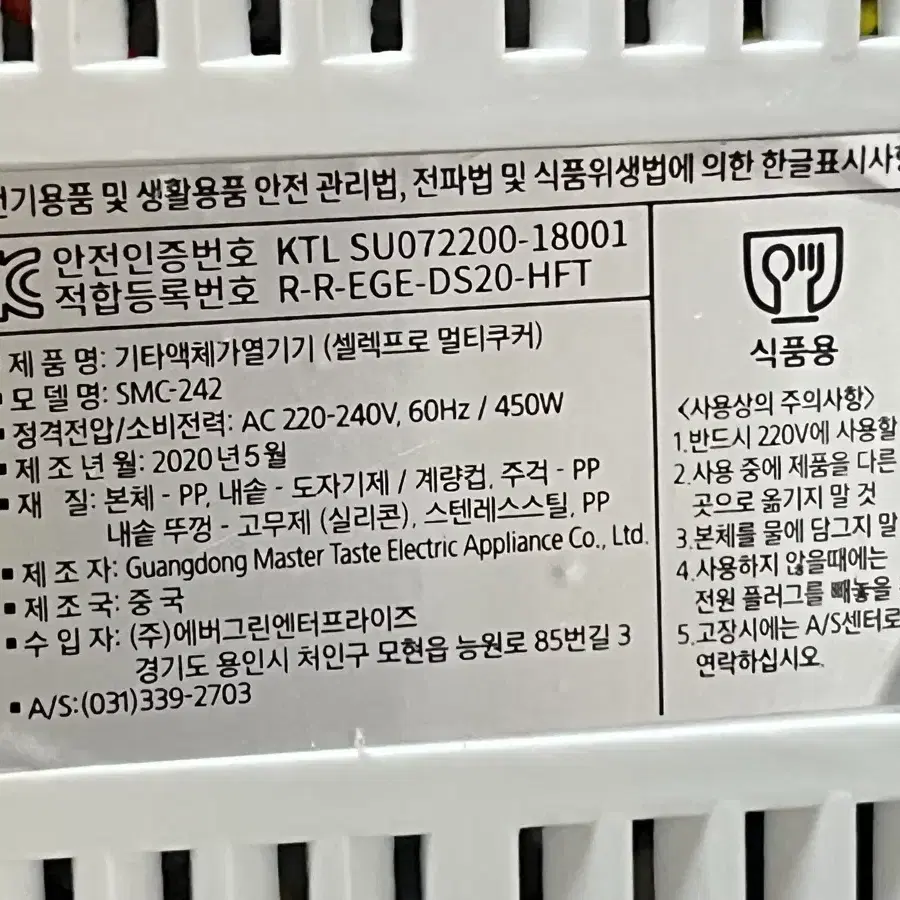 전기용품 및 생활용품 안전 관리법, 전파법 및 식품위생법에 의한 한글표시사항
안전인증번호 KTL SU072200-18001
적합등록번호 R-R-EGE-DS20-HFT
제 품 명: 기타액체가열기기 (셀렉프로 멀티쿠커)
▪ 모 델 명: SMC-242
▪ 정격전압/소비전력: AC 220-240V, 60Hz / 450W
▪ 제 조 년 월: 2020년 5월
▪ 재 질: 본체 - PP, 내솥 - 도자기제 / 계량컵, 주걱 - PP
내솥 뚜껑 - 고무제 (실리콘), 스텐레스스틸, PP
▪ 제 조 자: Guangdong Master Taste Electric Appliance Co., Ltd.
▪ 제 조 국: 중 국
▪ 수 입 자: (주)에버그린엔터프라이즈
경기도 용인시 처인구 모현읍 능원로 85번길 3
▪ A/S:(031)339-2703
식품용
<사용상의 주의사항>
1.반드시 220V에 사용할
2.사용 중에 제품을 다른
곳으로 옮기지 말 것
3.본체를 물에 담그지 말
4.사용하지 않을때에는
전원 플러그를 빼놓을
5.고장시에는 A/S센터로
연락하십시오.